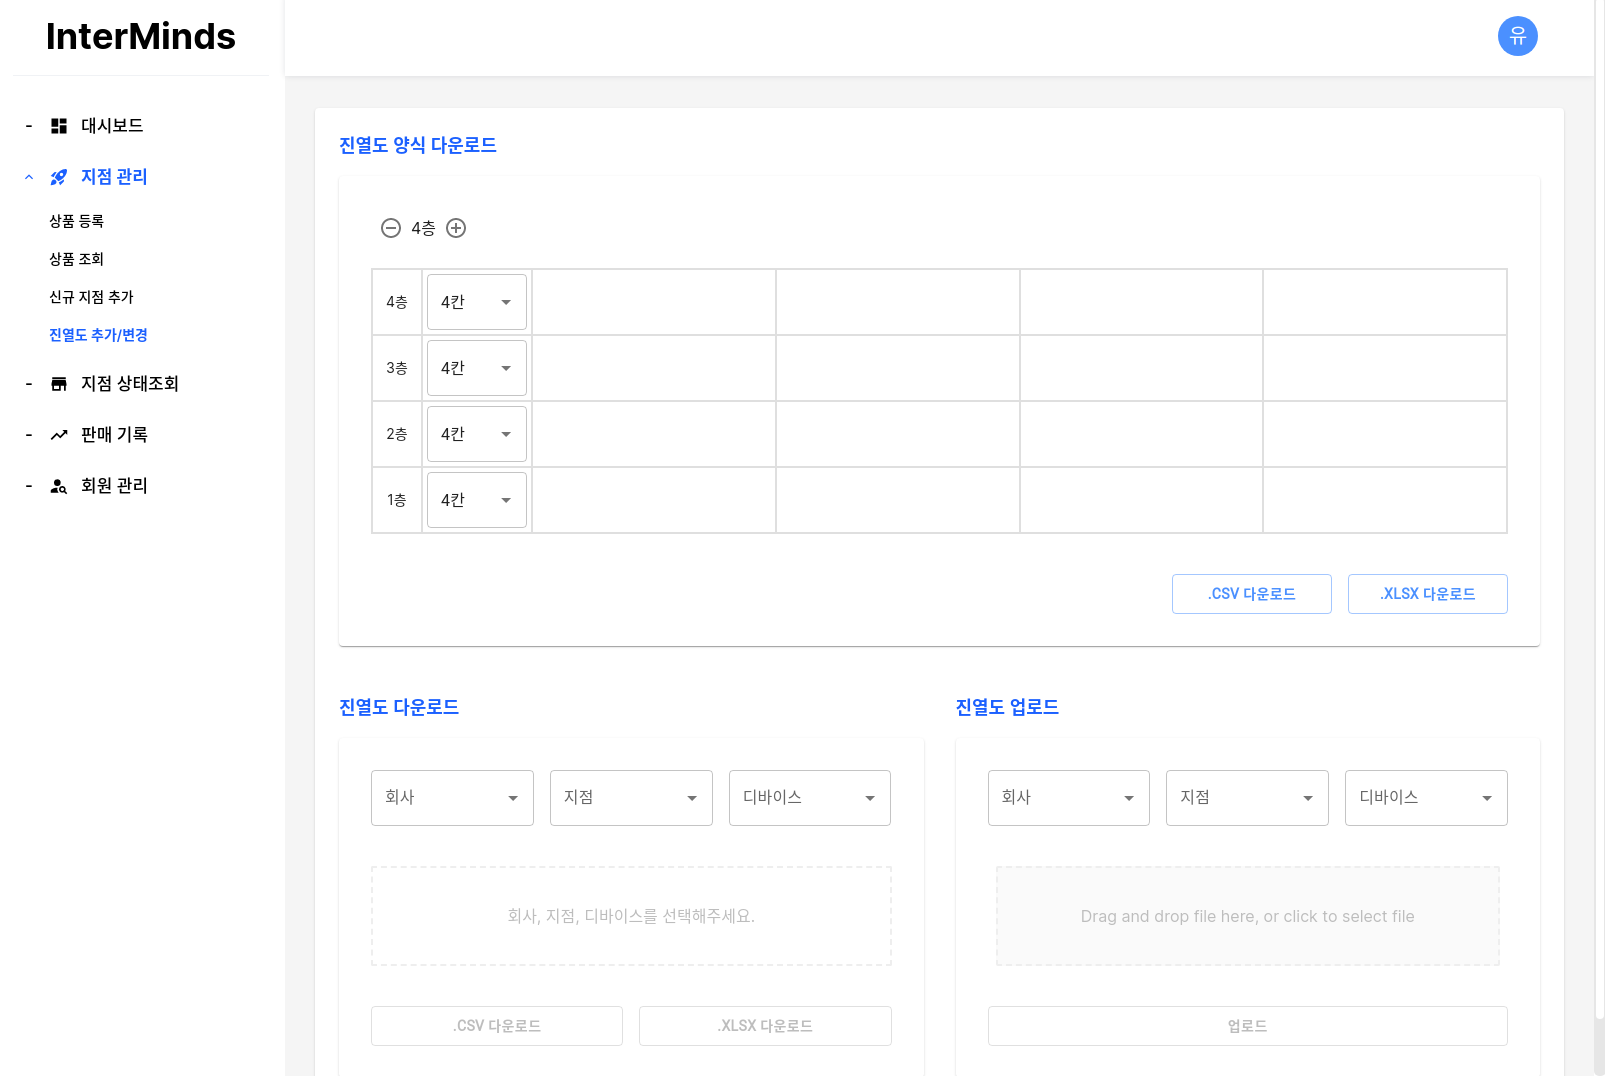 InterMinds
유
- 대시보드
지점 관리
상품 등록
상품 조회
신규 지점 추가
진열도 추가/변경
- 지점 상태조회
- 판매 기록
- 회원 관리
진열도 양식 다운로드
4층
4층 4칸
3층 4칸
2층 4칸
1층 4칸
.CSV 다운로드 .XLSX 다운로드
진열도 다운로드
회사 지점 디바이스
회사, 지점, 디바이스를 선택해주세요.
.CSV 다운로드 .XLSX 다운로드
진열도 업로드
회사 지점 디바이스
Drag and drop file here, or click to select file
업로드